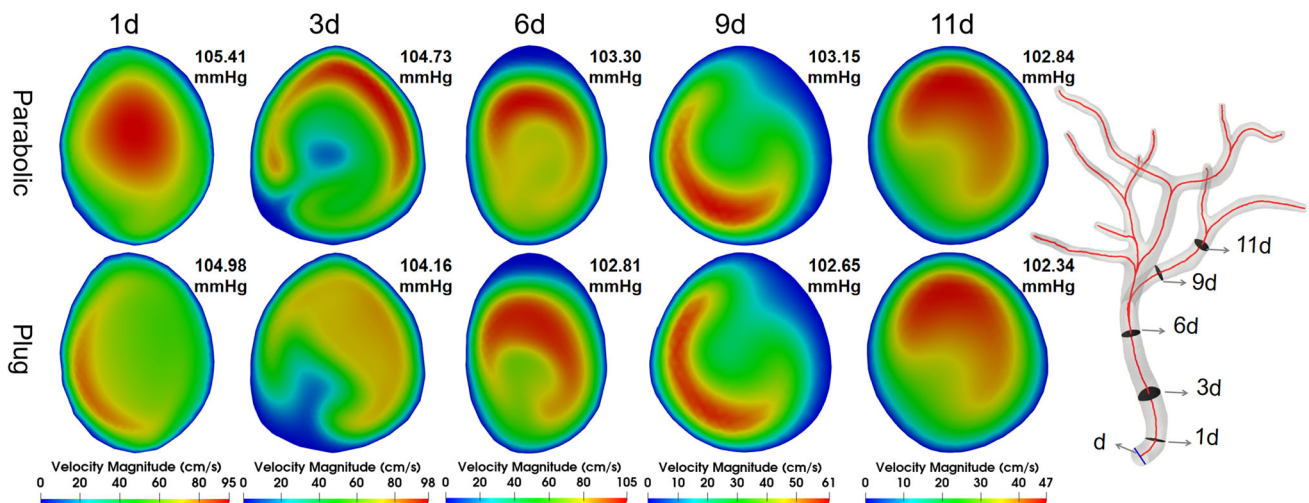 1d 3d 6d 9d 11d
Parabolic
105.41 mmHg
104.73 mmHg
103.30 mmHg
103.15 mmHg
102.84 mmHg
Plug
104.98 mmHg
104.16 mmHg
102.81 mmHg
102.65 mmHg
102.34 mmHg
11d
9d
6d
3d
1d
d
Velocity Magnitude (cm/s) Velocity Magnitude (cm/s) Velocity Magnitude (cm/s) Velocity Magnitude (cm/s) Velocity Magnitude (cm/s)
0 20 40 60 80 95 0 20 40 60 80 98 0 20 40 60 80 105 0 10 20 30 40 50 61 0 10 20 30 40 47